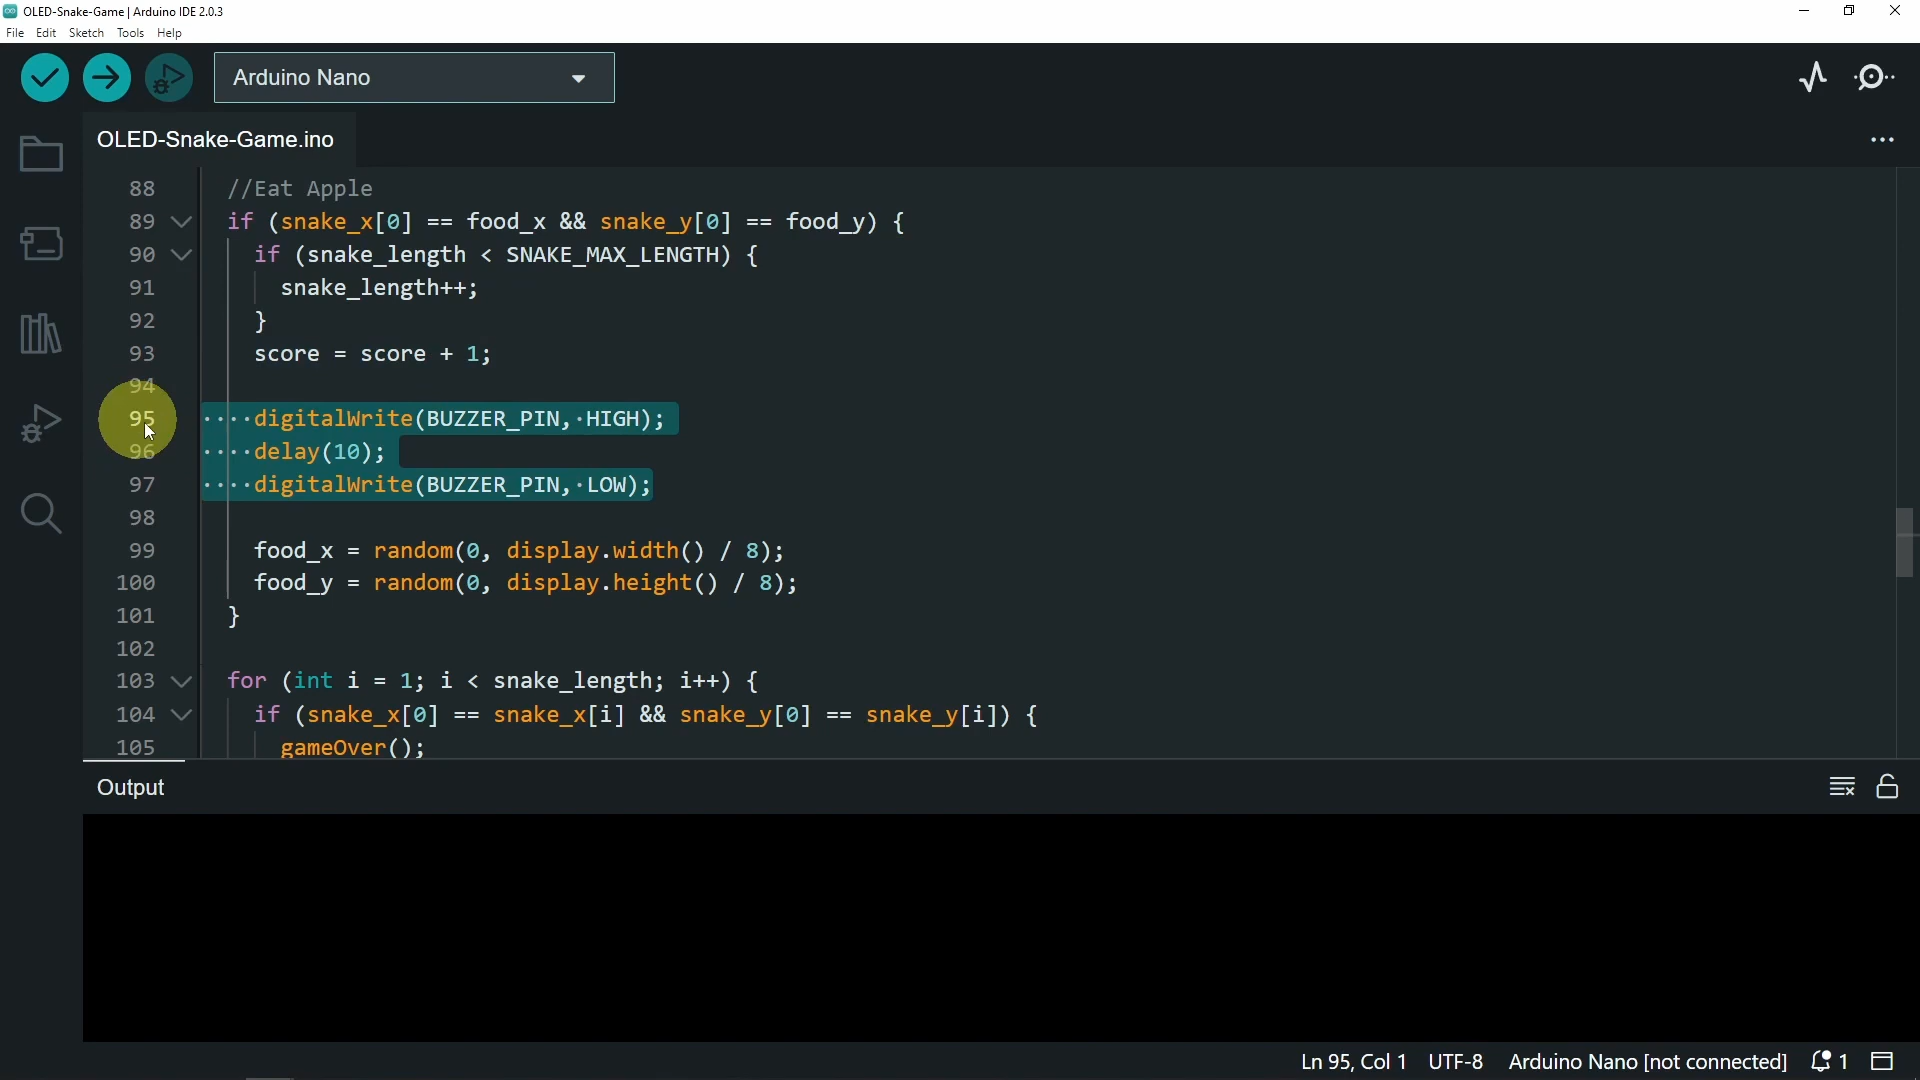 OLED-Snake-Game | Arduino IDE 2.0.3
File Edit Sketch Tools Help
Arduino Nano
OLED-Snake-Game.ino
88 //Eat Apple
89 if (snake_x[0] == food_x && snake_y[0] == food_y) {
90 if (snake_length < SNAKE_MAX_LENGTH) {
91 snake_length++;
92 }
93 score = score + 1;
94
95 ····digitalWrite(BUZZER_PIN,·HIGH);
96 ····delay(10);
97 ····digitalWrite(BUZZER_PIN,·LOW);
98
99 food_x = random(0, display.width() / 8);
100 food_y = random(0, display.height() / 8);
101 }
102
103 for (int i = 1; i < snake_length; i++) {
104 if (snake_x[0] == snake_x[i] && snake_y[0] == snake_y[i]) {
105 gameOver();
Output
Ln 95, Col 1 UTF-8 Arduino Nano [not connected] 1